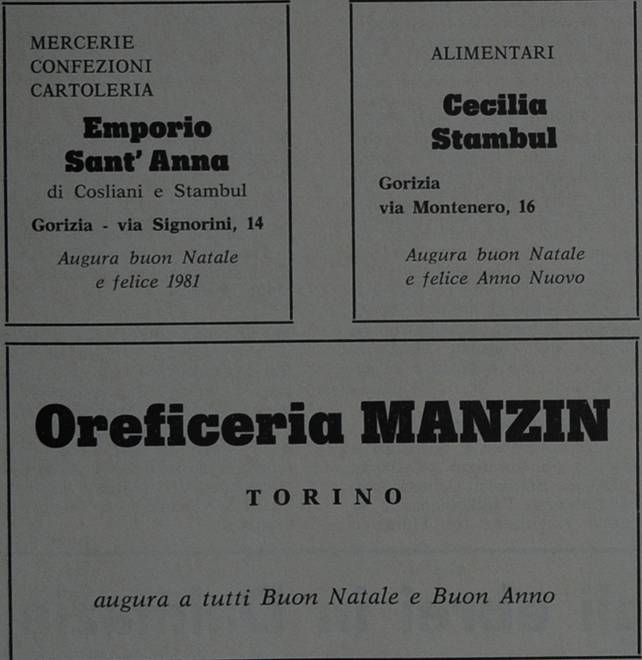 MERCERIE
CONFEZIONI
CARTOLERIA
Emporio
Sant' Anna
di Cosliani e Stambul
Gorizia - via Signorini, 14
Augura buon Natale
e felice 1981
ALIMENTARI
Cecilia
Stambul
Gorizia
via Montenero, 16
Augura buon Natale
e felice Anno Nuovo
Oreficeria MANZIN
TORINO
augura a tutti Buon Natale e Buon Anno